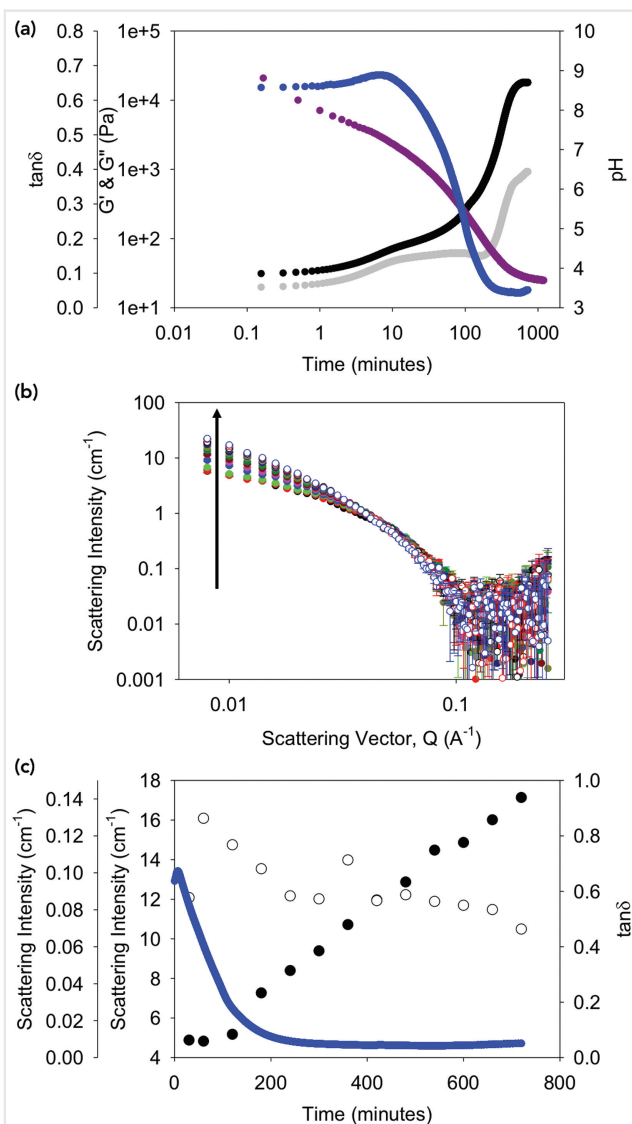 (a)
0.8
0.7
0.6
0.5
0.4
0.3
0.2
0.1
0.0
tanδ
1e+5
1e+4
1e+3
1e+2
1e+1
G' & G" (Pa)
9
8
7
6
5
4
3
pH
0.01 0.1 1 10 100 1000
Time (minutes)
(b)
100
10
1
0.1
0.01
0.001
Scattering Intensity (cm-1)
0.01 0.1
Scattering Vector, Q (A-1)
(c)
0.14
0.12
0.10
0.08
0.06
0.04
0.02
0.00
Scattering Intensity (cm-1)
18
16
14
12
10
8
6
4
Scattering Intensity (cm-1)
1.0
0.8
0.6
0.4
0.2
0.0
tanδ
0 200 400 600 800
Time (minutes)